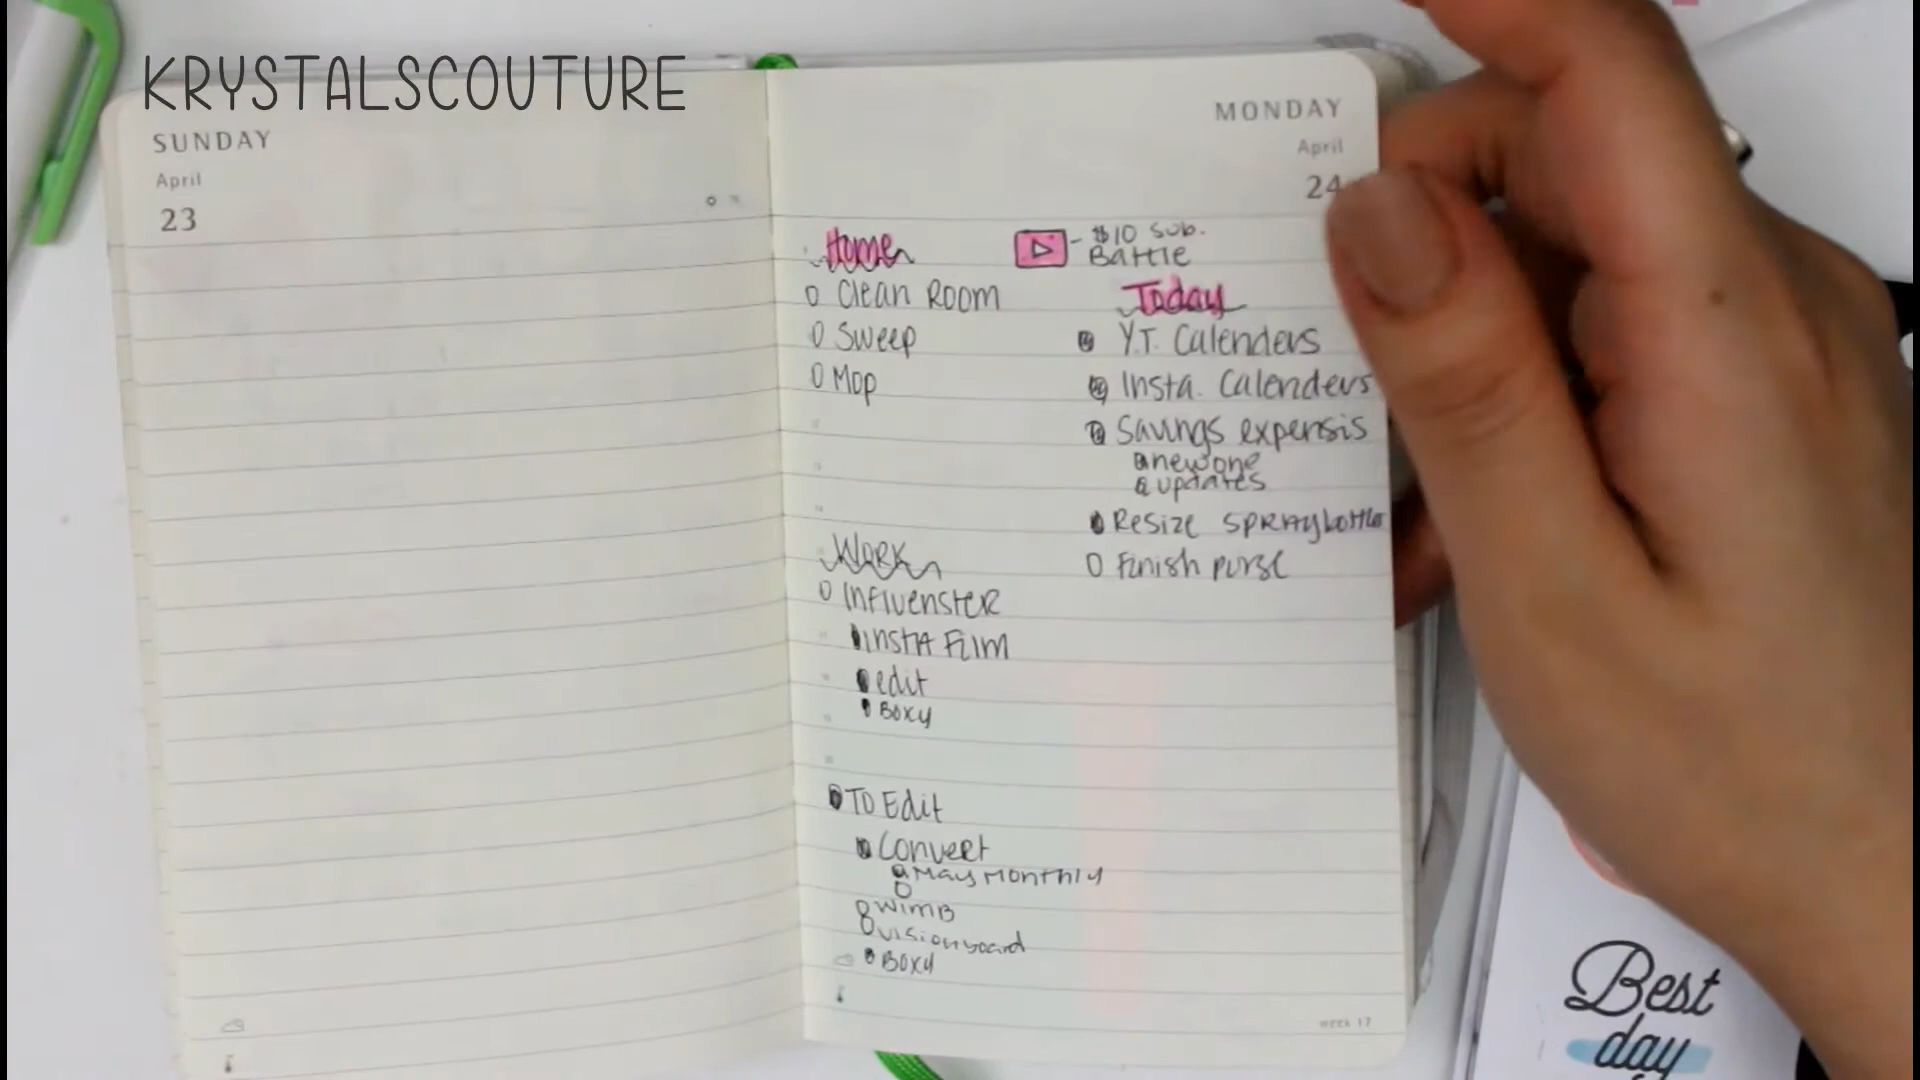 KRYSTALSCOUTURE
SUNDAY
April
23
MONDAY
April
24
Home
Clean Room
Sweep
Mop
WORK
Influenster
Insta Film
edit
Boxy
To Edit
Convert
May Monthly
WIMB
visionboard
Boxy
- $10 Sub.
Battle
Today
Y.T. Calenders
Insta. Calenders
Savings expensis
new one
updates
Resize spraybottle
Finish purse
week 17
Best
day